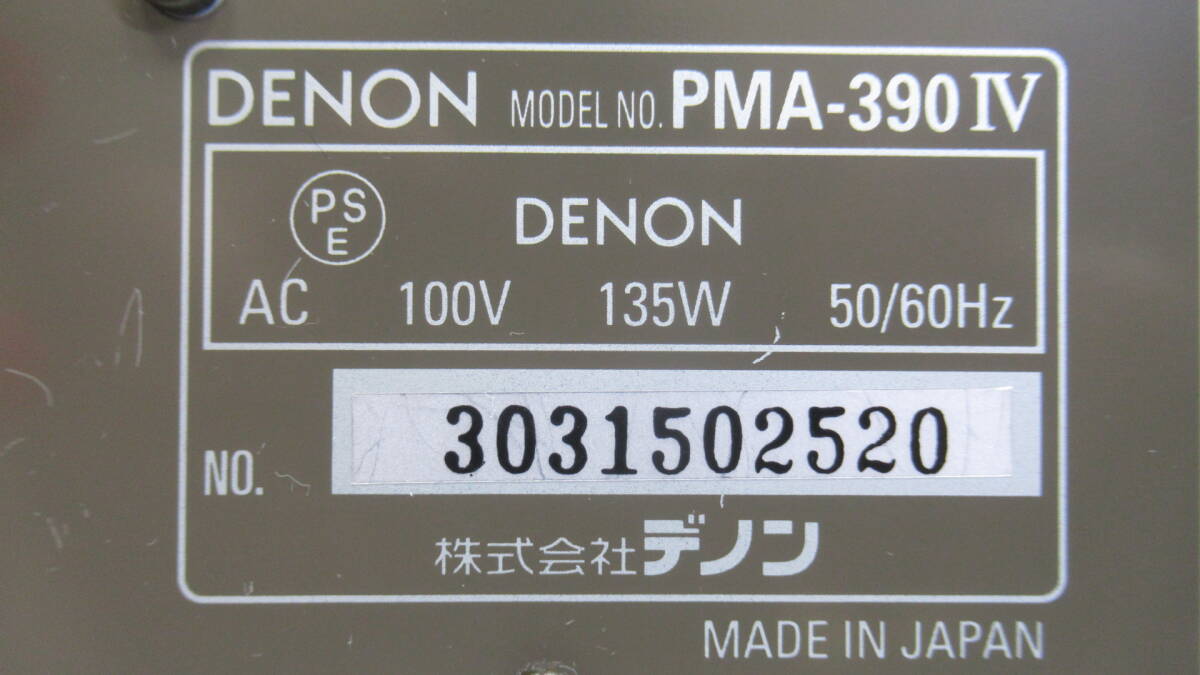 DENON MODEL NO. PMA-390 IV
PS
E
DENON
AC 100V 135W 50/60Hz
NO. 3031502520
株式会社デノン
MADE IN JAPAN